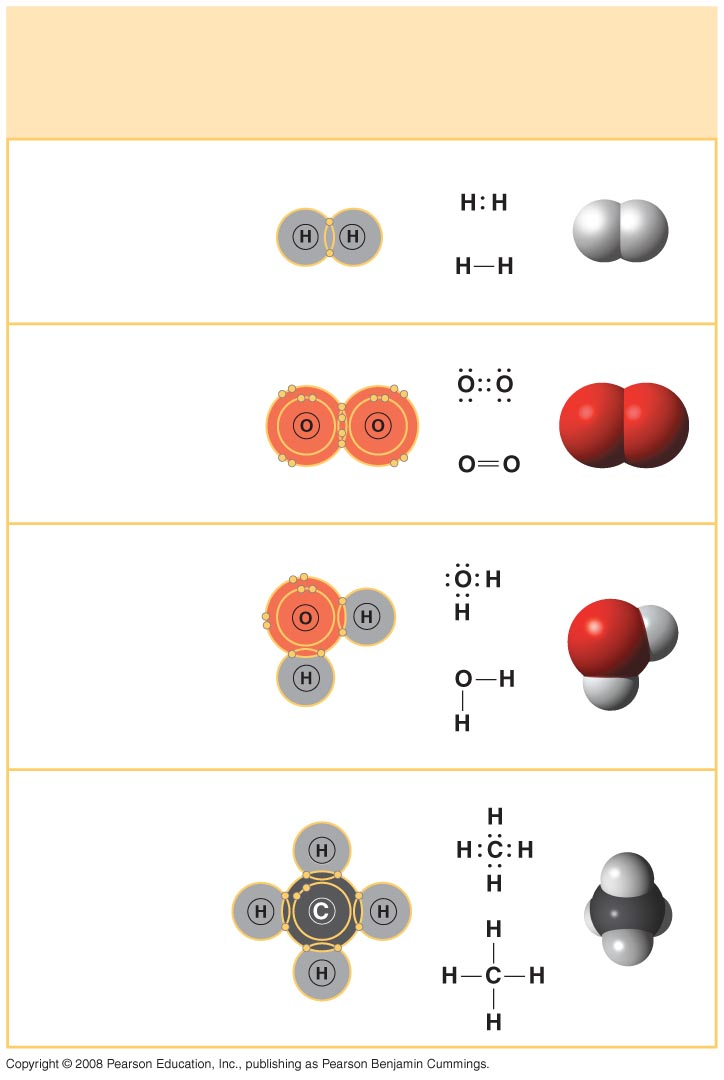 H H
H:H
H—H
O O
O::O
O=O
O H
H
:O:H
H
O—H
H
H
H C H
H
H
H:C:H
H
H
H—C—H
H
Copyright © 2008 Pearson Education, Inc., publishing as Pearson Benjamin Cummings.